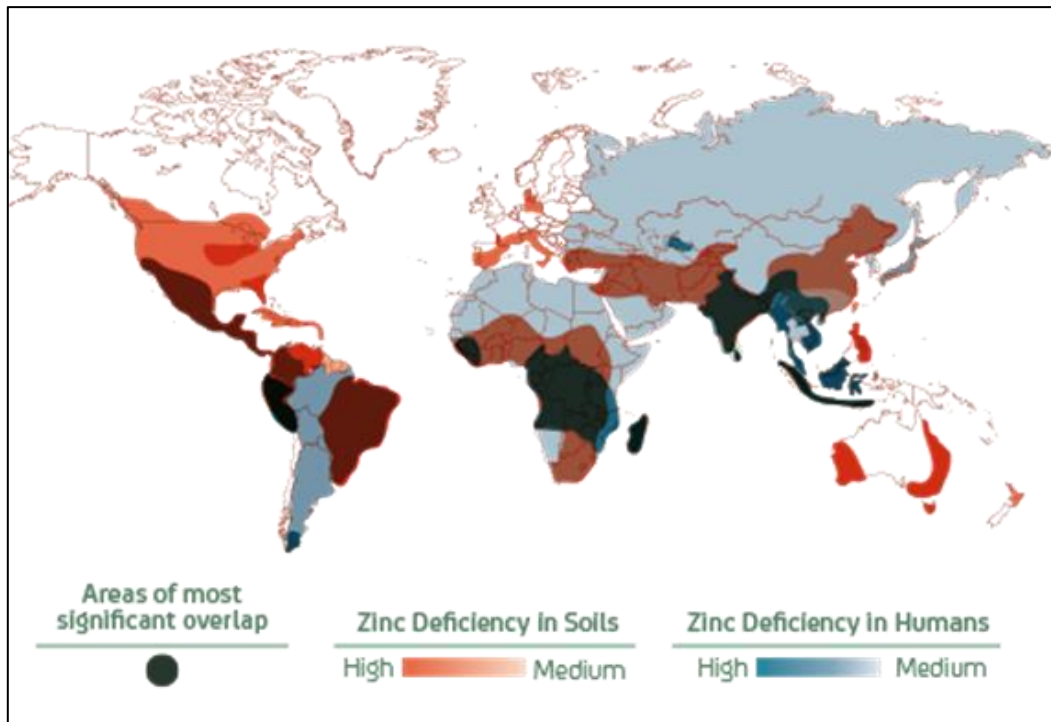 Areas of most
significant overlap
Zinc Deficiency in Soils
High Medium
Zinc Deficiency in Humans
High Medium